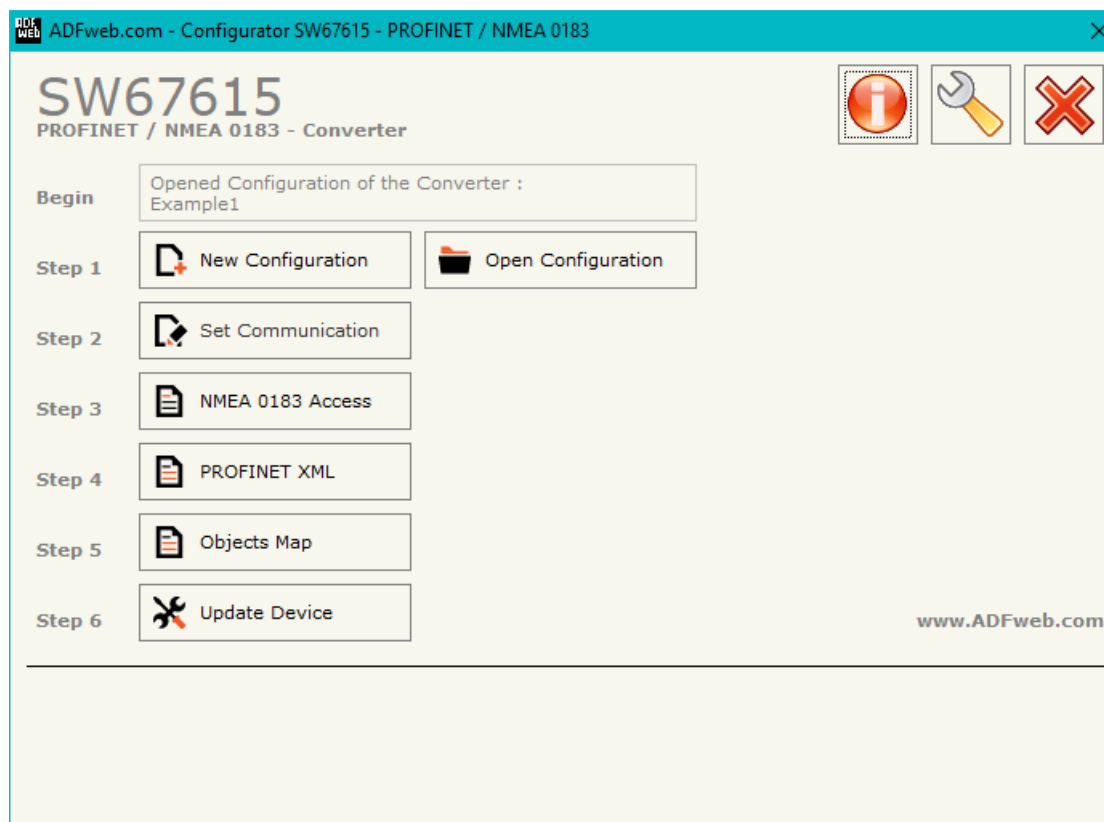 ADF
WEB
ADFweb.com - Configurator SW67615 - PROFINET / NMEA 0183
SW67615
PROFINET / NMEA 0183 - Converter
Begin
Opened Configuration of the Converter :
Example1
Step 1
New Configuration
Open Configuration
Step 2
Set Communication
Step 3
NMEA 0183 Access
Step 4
PROFINET XML
Step 5
Objects Map
Step 6
Update Device
www.ADFweb.com